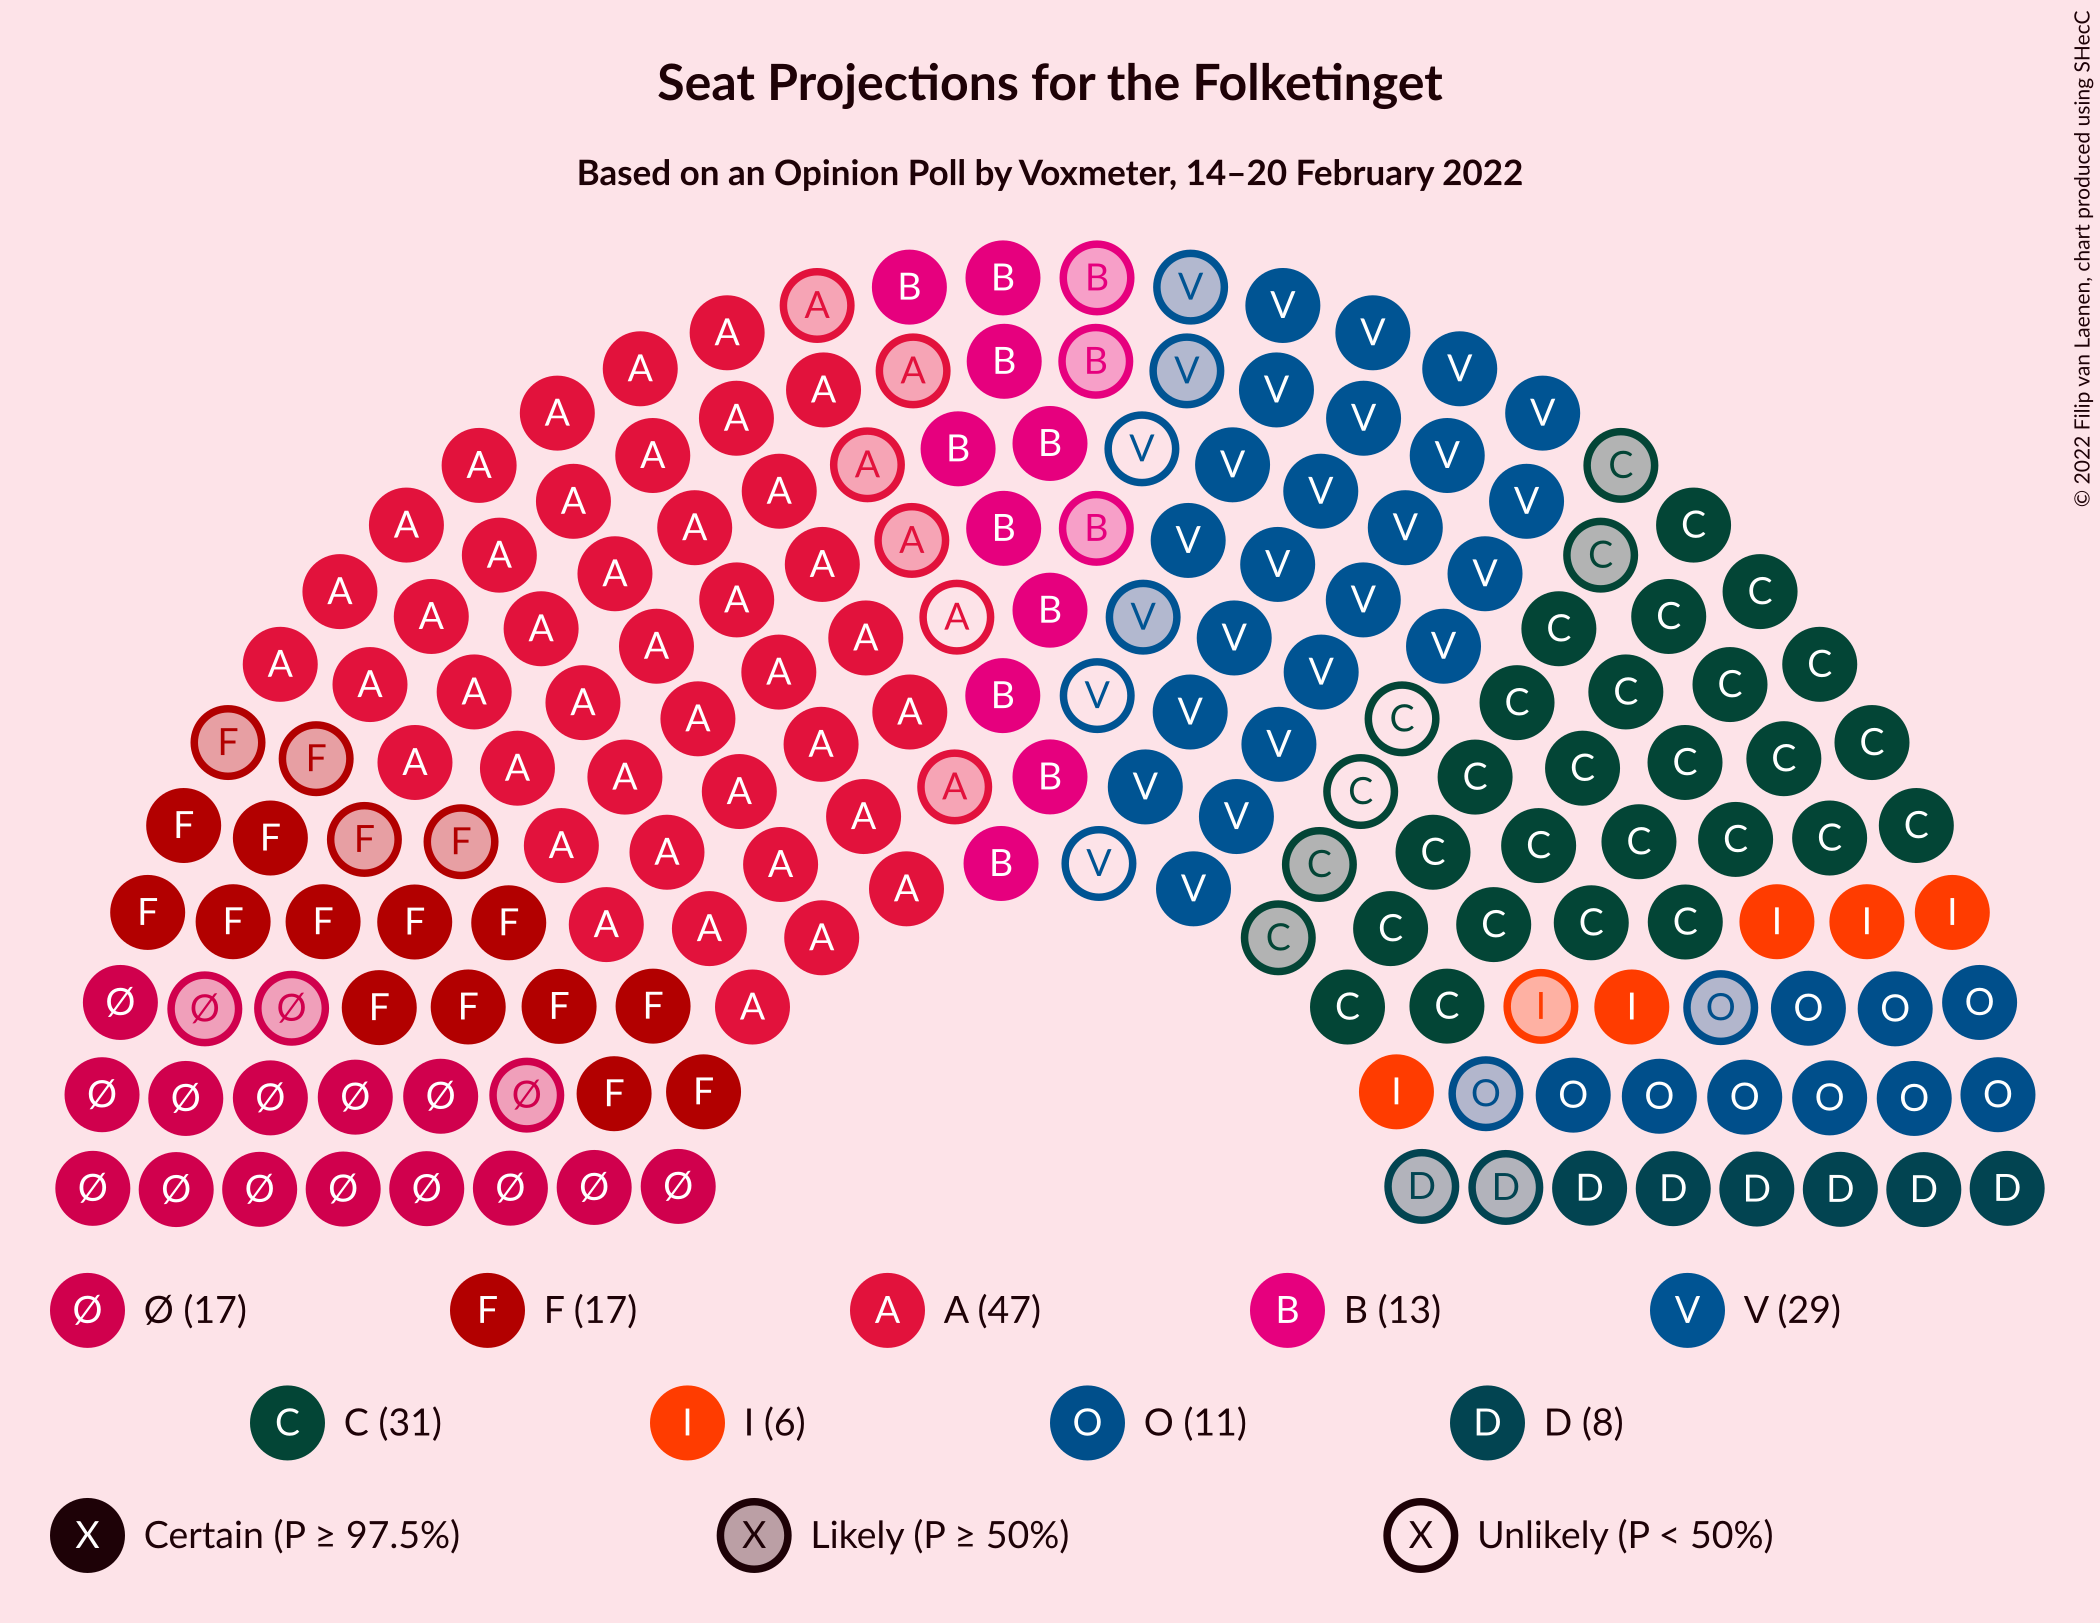 © 2022 Filip van Laenen, chart produced using SHecC
Seat Projections for the Folketinget
Based on an Opinion Poll by Voxmeter, 14–20 February 2022
B B
B V
A V
A V
B B
A A V V
A V
A A V V
B B V
A V
A A V C
A V
A V
A A B B V C
A V
A C
A V
A V
A A V C
B
A A V C
A C
A V
A V
A A V C
A A B V C C
A A V C
A C
F A V C
F A A C C C
A B C
A A V C
F A V C
F F F A A C C C C C
A B V C
A V
F F F F F A A C C C C I I I
A C
Ø Ø Ø F F F F A C C I I O O O O
Ø Ø Ø Ø Ø Ø F F I O O O O O O O
Ø Ø Ø Ø Ø Ø Ø Ø D D D D D D D D
Ø Ø (17) F F (17) A A (47) B B (13) V V (29)
C C (31) I I (6) O O (11) D D (8)
X Certain (P ≥ 97.5%) X Likely (P ≥ 50%) X Unlikely (P < 50%)